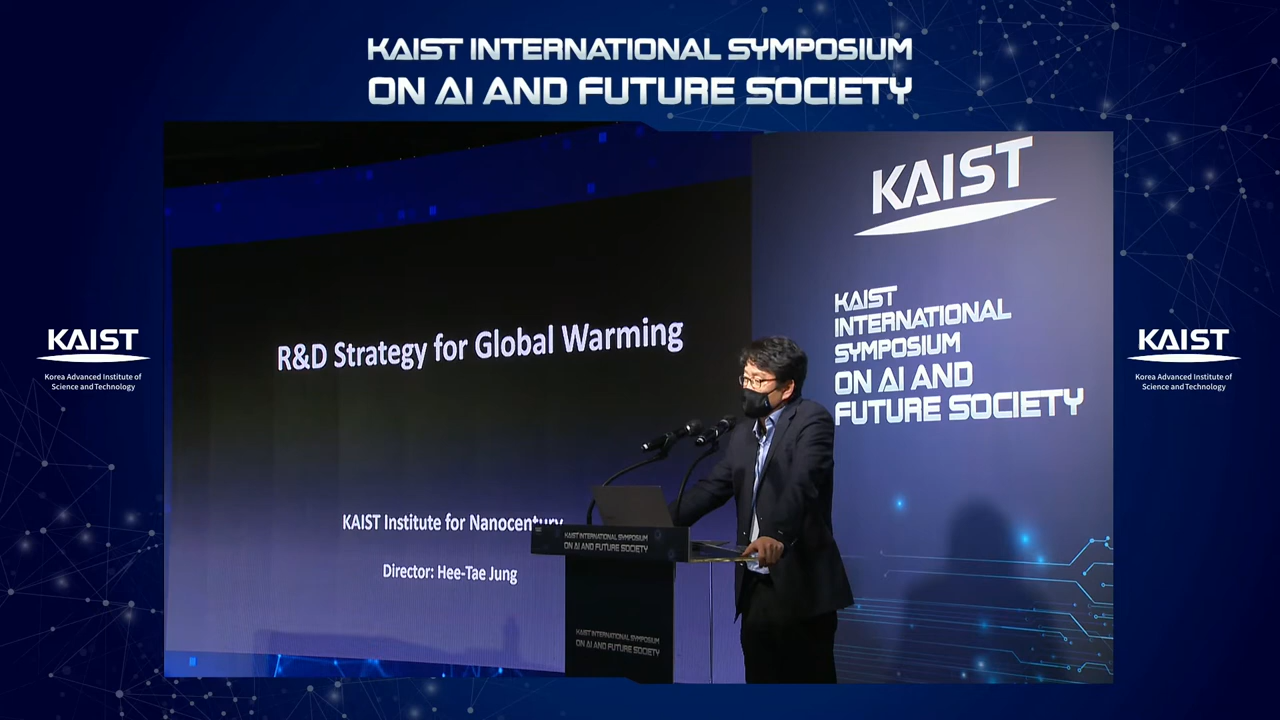 KAIST INTERNATIONAL SYMPOSIUM
ON AI AND FUTURE SOCIETY
KAIST
Korea Advanced Institute of
Science and Technology
R&D Strategy for Global Warming
KAIST Institute for Nanocentury
Director: Hee-Tae Jung
KAIST INTERNATIONAL SYMPOSIUM
ON AI AND FUTURE SOCIETY
KAIST INTERNATIONAL SYMPOSIUM
ON AI AND FUTURE SOCIETY
KAIST
KAIST
INTERNATIONAL
SYMPOSIUM
ON AI AND
FUTURE SOCIETY
KAIST
Korea Advanced Institute of
Science and Technology